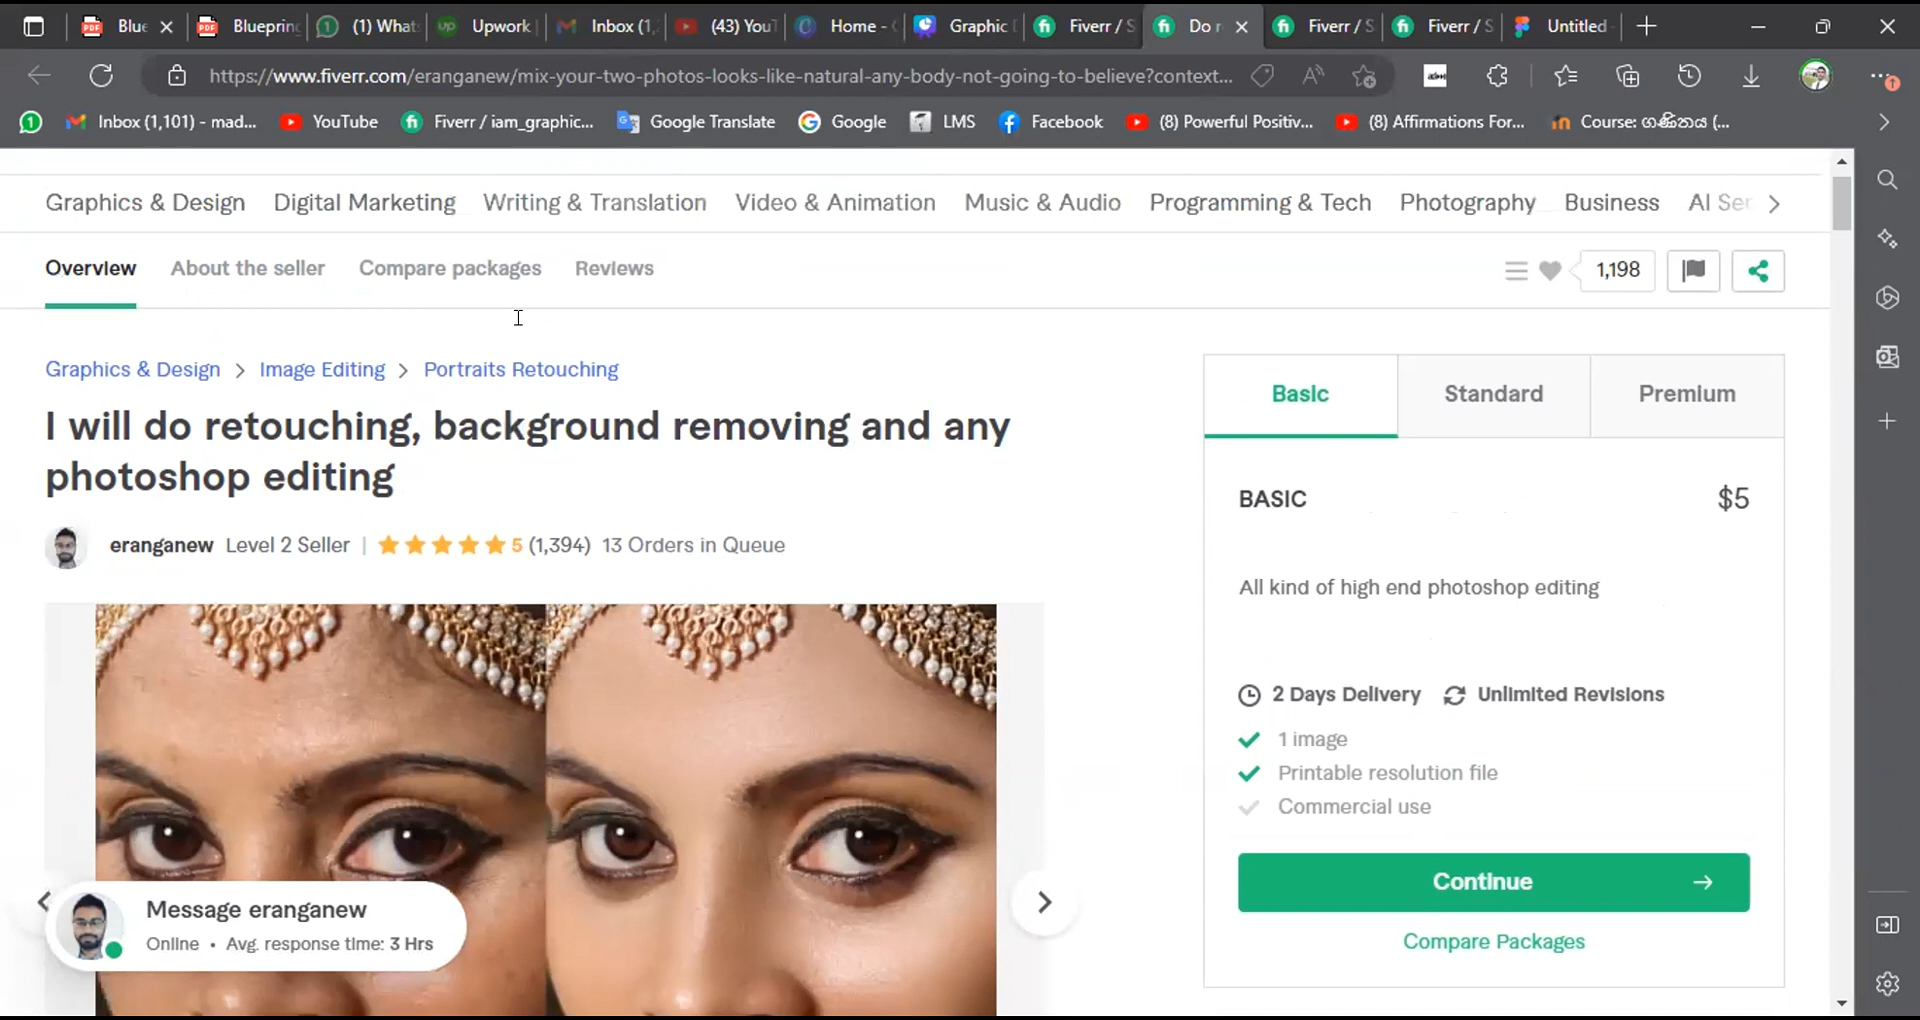 Blue
Blueprin
(1) What
Upwork
Inbox (1,
(43) You
Home -
Graphic
Fiverr / S
Do r
Fiverr / S
Fiverr / S
Untitled
https://www.fiverr.com/eranganew/mix-your-two-photos-looks-like-natural-any-body-not-going-to-believe?context...
Inbox (1,101) - mad...
YouTube
Fiverr / iam_graphic...
Google Translate
Google
LMS
Facebook
(8) Powerful Positiv...
(8) Affirmations For...
Course: ගණිතය (...
Graphics & Design
Digital Marketing
Writing & Translation
Video & Animation
Music & Audio
Programming & Tech
Photography
Business
AI Ser
Overview
About the seller
Compare packages
Reviews
1,198
Graphics & Design > Image Editing > Portraits Retouching
I will do retouching, background removing and any
photoshop editing
eranganew Level 2 Seller | 5 (1,394) 13 Orders in Queue
Message eranganew
Online • Avg. response time: 3 Hrs
Basic
Standard
Premium
BASIC
$5
All kind of high end photoshop editing
2 Days Delivery
Unlimited Revisions
1 image
Printable resolution file
Commercial use
Continue →
Compare Packages